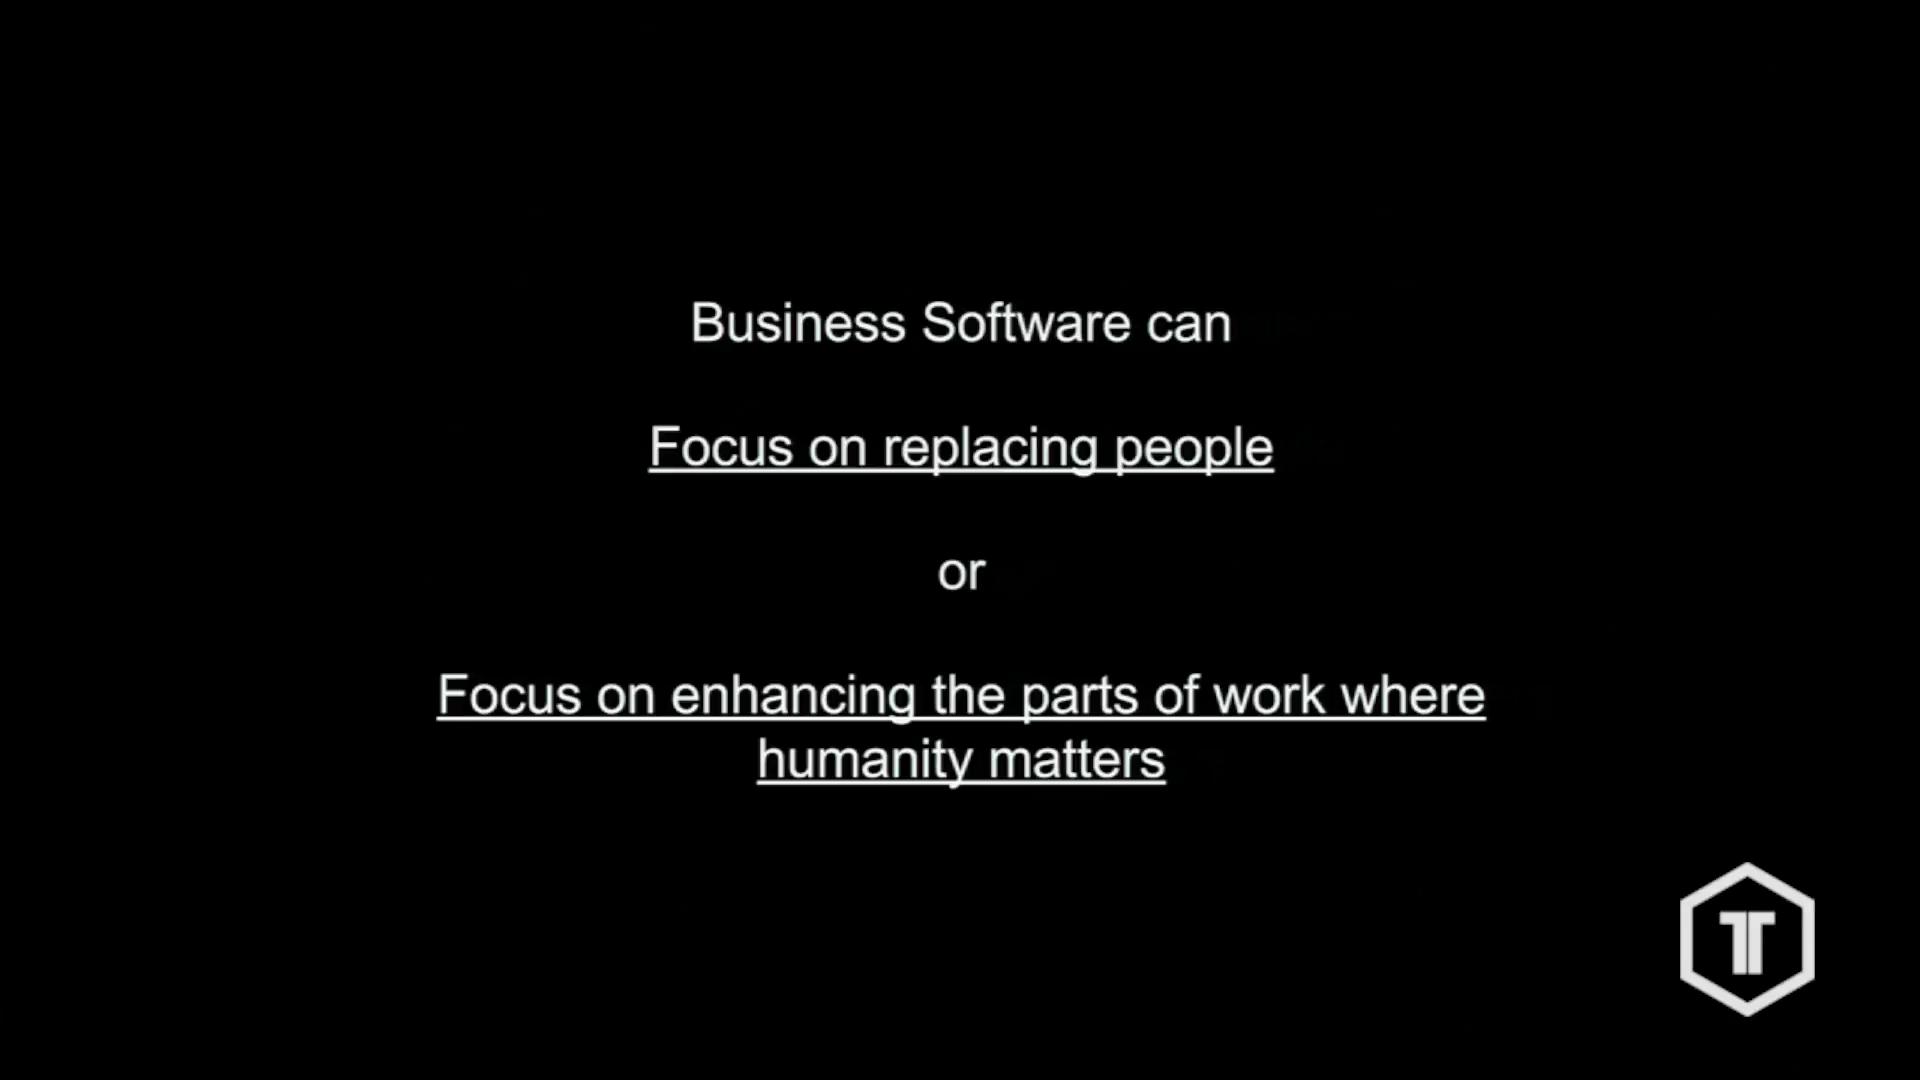 Business Software can
Focus on replacing people
or
Focus on enhancing the parts of work where
humanity matters
T